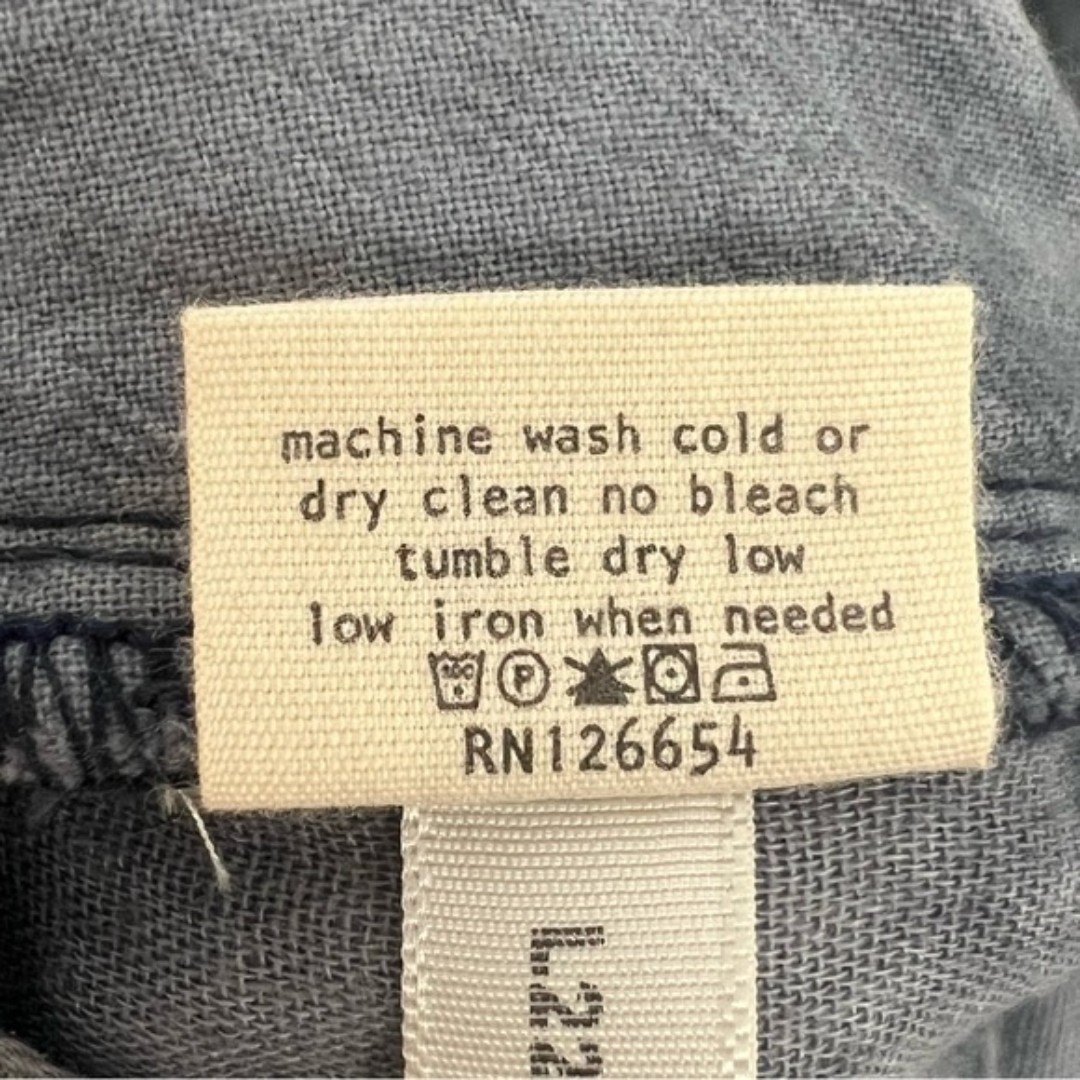 machine wash cold or
dry clean no bleach
tumble dry low
low iron when needed
P
RN126654